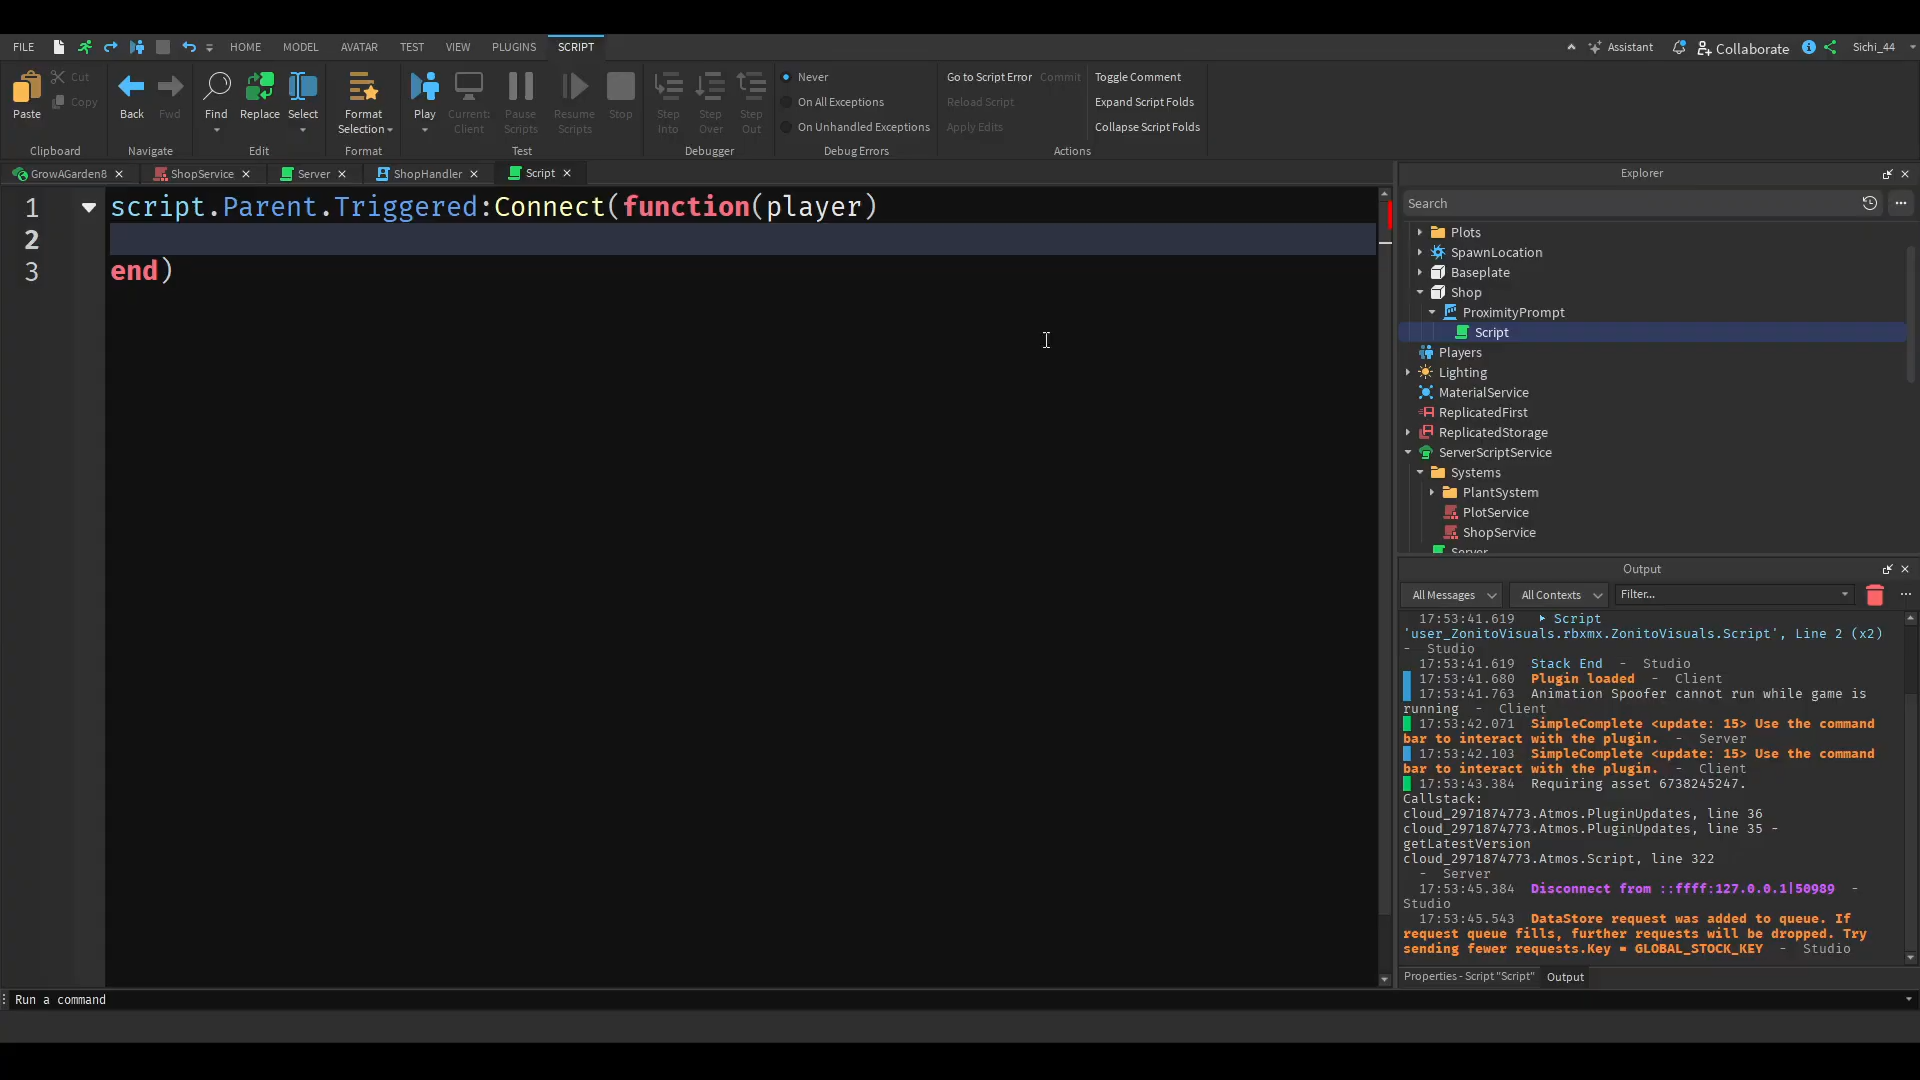 FILE HOME MODEL AVATAR TEST VIEW PLUGINS SCRIPT Assistant Collaborate Sichi_44
Paste Cut Copy Back Fwd Find Replace Select Format Selection Play Current: Client Pause Scripts Resume Scripts Stop Step Into Step Over Step Out
Never
On All Exceptions
On Unhandled Exceptions
Go to Script Error Commit
Reload Script
Apply Edits
Toggle Comment
Expand Script Folds
Collapse Script Folds
Clipboard Navigate Edit Format Test Debugger Debug Errors Actions
GrowAGarden8 ShopService Server ShopHandler Script
1 script.Parent.Triggered:Connect(function(player)
2
3 end)
Explorer
Search
Plots
SpawnLocation
Baseplate
Shop
ProximityPrompt
Script
Players
Lighting
MaterialService
ReplicatedFirst
ReplicatedStorage
ServerScriptService
Systems
PlantSystem
PlotService
ShopService
Server
Output
All Messages All Contexts Filter...
17:53:41.619 Script
'user_ZonitoVisuals.rbxmx.ZonitoVisuals.Script', Line 2 (x2)
- Studio
17:53:41.619 Stack End - Studio
17:53:41.680 Plugin loaded - Client
17:53:41.763 Animation Spoofer cannot run while game is
running - Client
17:53:42.071 SimpleComplete <update: 15> Use the command
bar to interact with the plugin. - Server
17:53:42.103 SimpleComplete <update: 15> Use the command
bar to interact with the plugin. - Client
17:53:43.384 Requiring asset 6738245247.
Callstack:
cloud_2971874773.Atmos.PluginUpdates, line 36
cloud_2971874773.Atmos.PluginUpdates, line 35 -
getLatestVersion
cloud_2971874773.Atmos.Script, line 322
- Server
17:53:45.384 Disconnect from ::ffff:127.0.0.1|50989 -
Studio
17:53:45.543 DataStore request was added to queue. If
request queue fills, further requests will be dropped. Try
sending fewer requests.Key = GLOBAL_STOCK_KEY - Studio
Properties - Script "Script" Output
Run a command